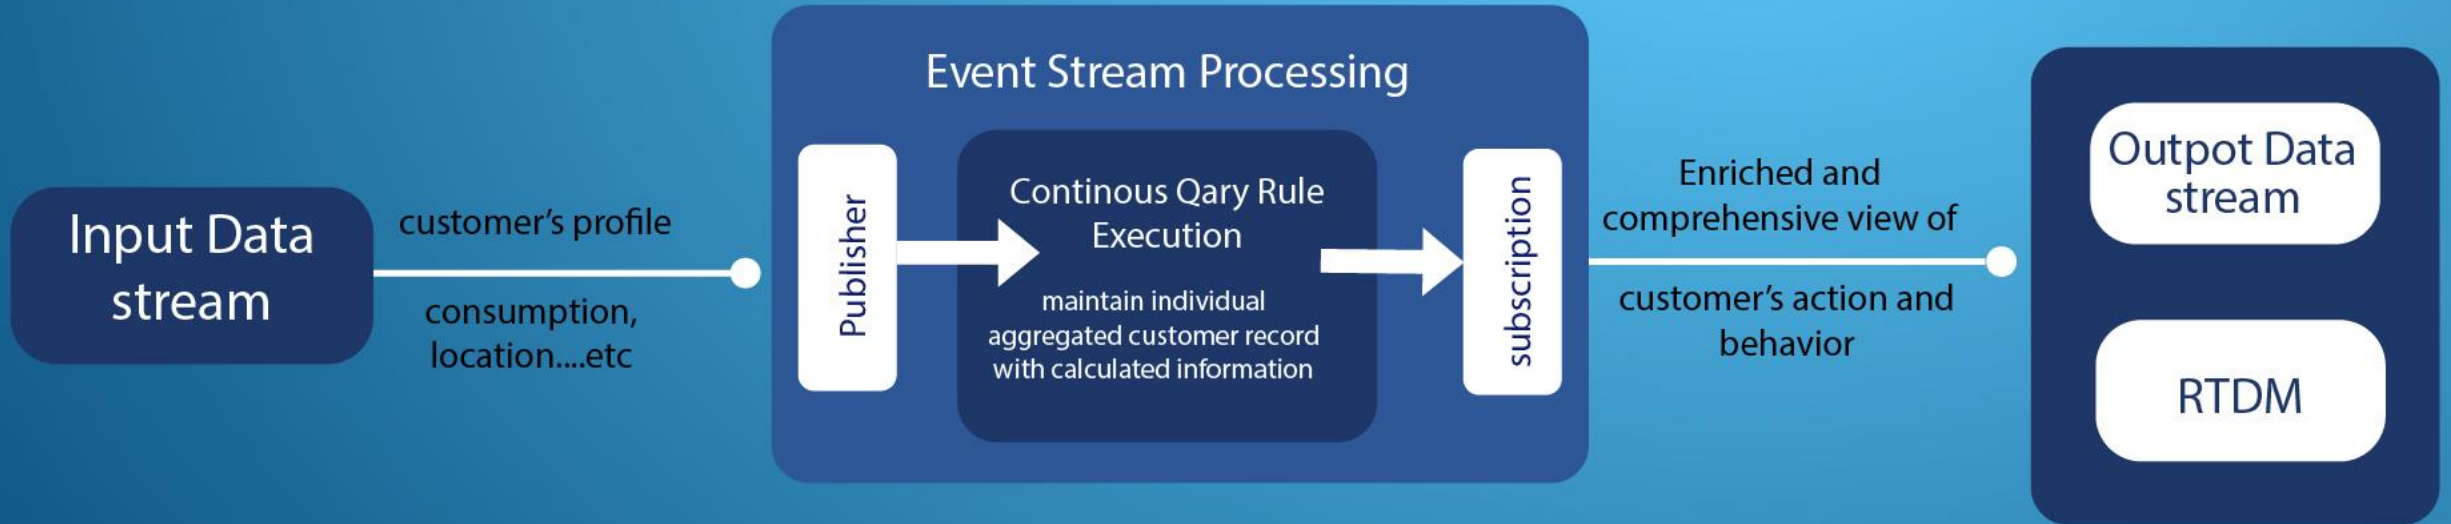 Input Data
stream
customer's profile
consumption,
location....etc
Event Stream Processing
Publisher
Continous Qary Rule
Execution
maintain individual
aggregated customer record
with calculated information
subscription
Enriched and
comprehensive view of
customer's action and
behavior
Outpot Data
stream
RTDM